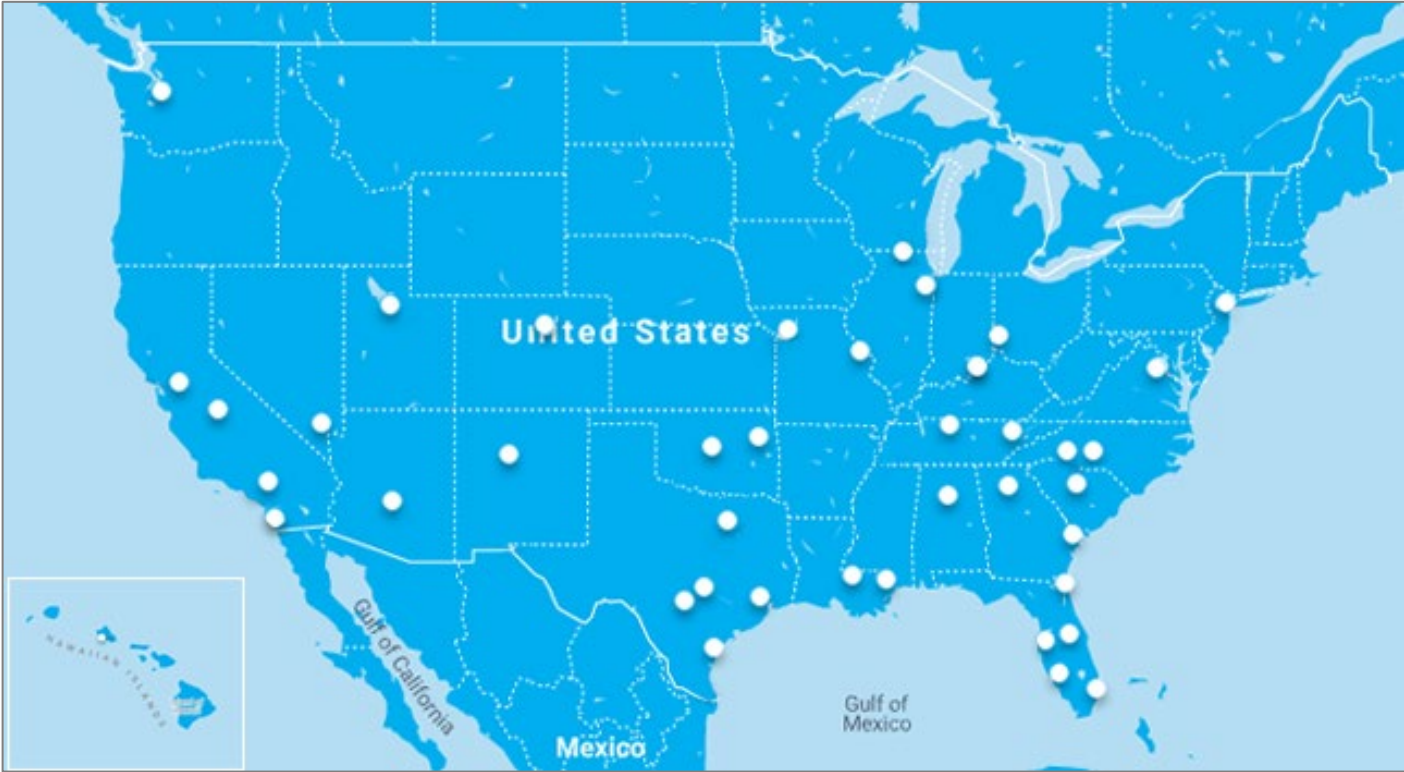 United States
Gulf of California
HAWAIIAN ISLANDS
Gulf of
Mexico
Mexico